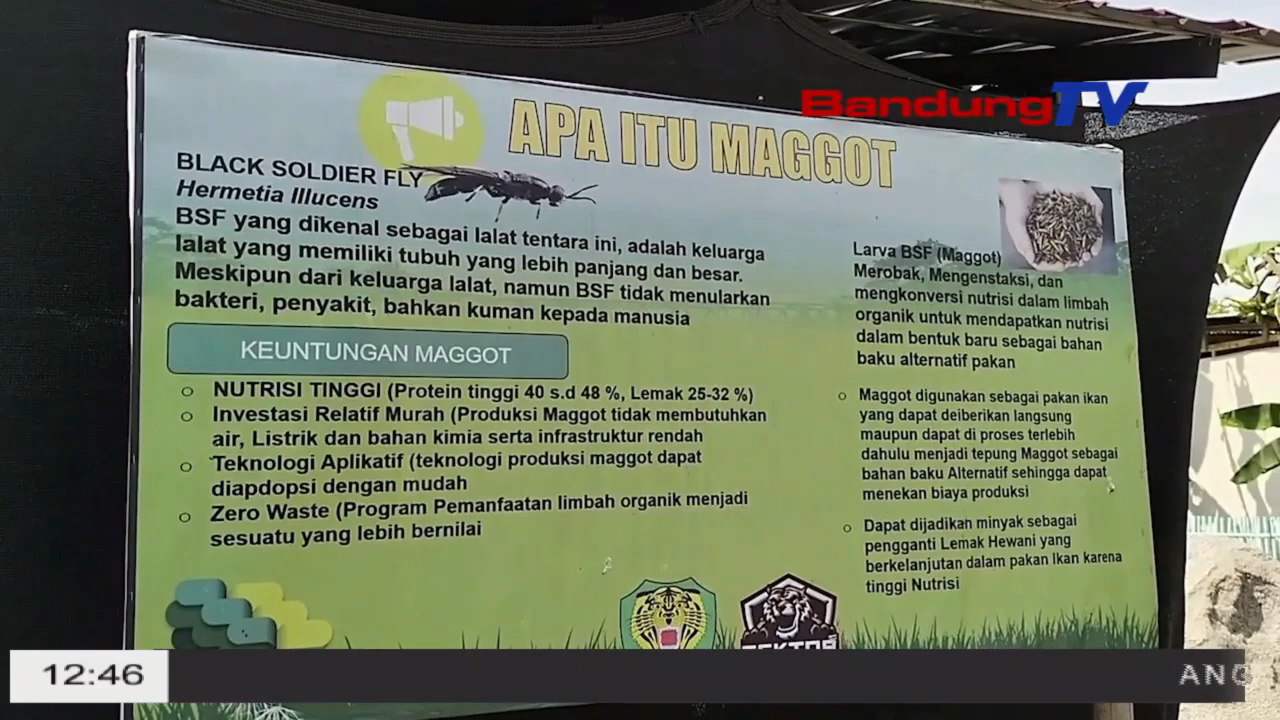 BandungTV
APA ITU MAGGOT
BLACK SOLDIER FLY
Hermetia Illucens
BSF yang dikenal sebagai lalat tentara ini, adalah keluarga
lalat yang memiliki tubuh yang lebih panjang dan besar.
Meskipun dari keluarga lalat, namun BSF tidak menularkan
bakteri, penyakit, bahkan kuman kepada manusia
KEUNTUNGAN MAGGOT
o NUTRISI TINGGI (Protein tinggi 40 s.d 48 %, Lemak 25-32 %)
o Investasi Relatif Murah (Produksi Maggot tidak membutuhkan
air, Listrik dan bahan kimia serta infrastruktur rendah
o Teknologi Aplikatif (teknologi produksi maggot dapat
diapdopsi dengan mudah
o Zero Waste (Program Pemanfaatan limbah organik menjadi
sesuatu yang lebih bernilai
Larva BSF (Maggot)
Merobak, Mengenstaksi, dan
mengkonversi nutrisi dalam limbah
organik untuk mendapatkan nutrisi
dalam bentuk baru sebagai bahan
baku alternatif pakan
o Maggot digunakan sebagai pakan ikan
yang dapat deiberikan langsung
maupun dapat di proses terlebih
dahulu menjadi tepung Maggot sebagai
bahan baku Alternatif sehingga dapat
menekan biaya produksi
o Dapat dijadikah minyak sebagai
pengganti Lemak Hewani yang
berkelanjutan dalam pakan Ikan karena
tinggi Nutrisi
12:46
ANG